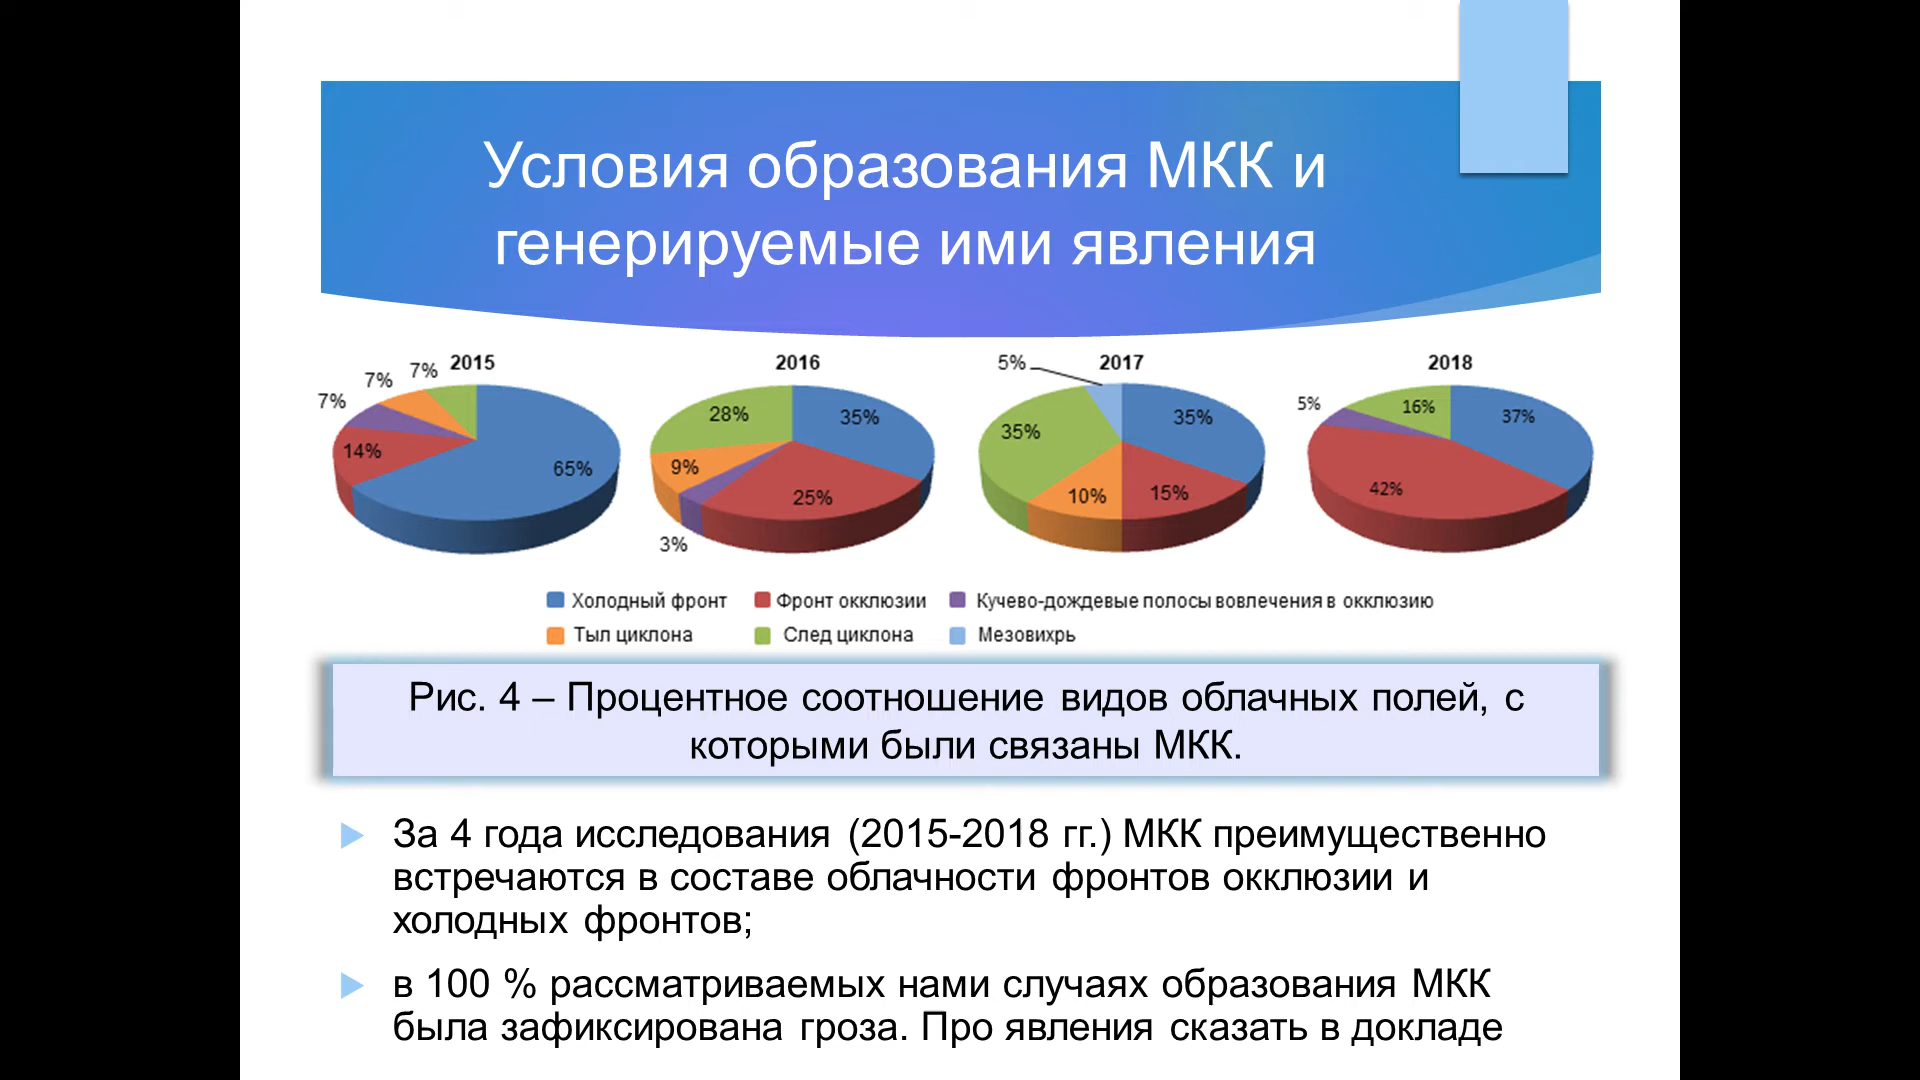 Условия образования МКК и
генерируемые ими явления
2015
7%
7%
7%
14%
65%
2016
28%
35%
9%
25%
3%
2017
5%
35%
35%
10%
15%
2018
5%
16%
37%
42%
Холодный фронт
Фронт окклюзии
Кучево-дождевые полосы вовлечения в окклюзию
Тыл циклона
След циклона
Мезовихрь
Рис. 4 – Процентное соотношение видов облачных полей, с
которыми были связаны МКК.
За 4 года исследования (2015-2018 гг.) МКК преимущественно
встречаются в составе облачности фронтов окклюзии и
холодных фронтов;
в 100 % рассматриваемых нами случаях образования МКК
была зафиксирована гроза. Про явления сказать в докладе